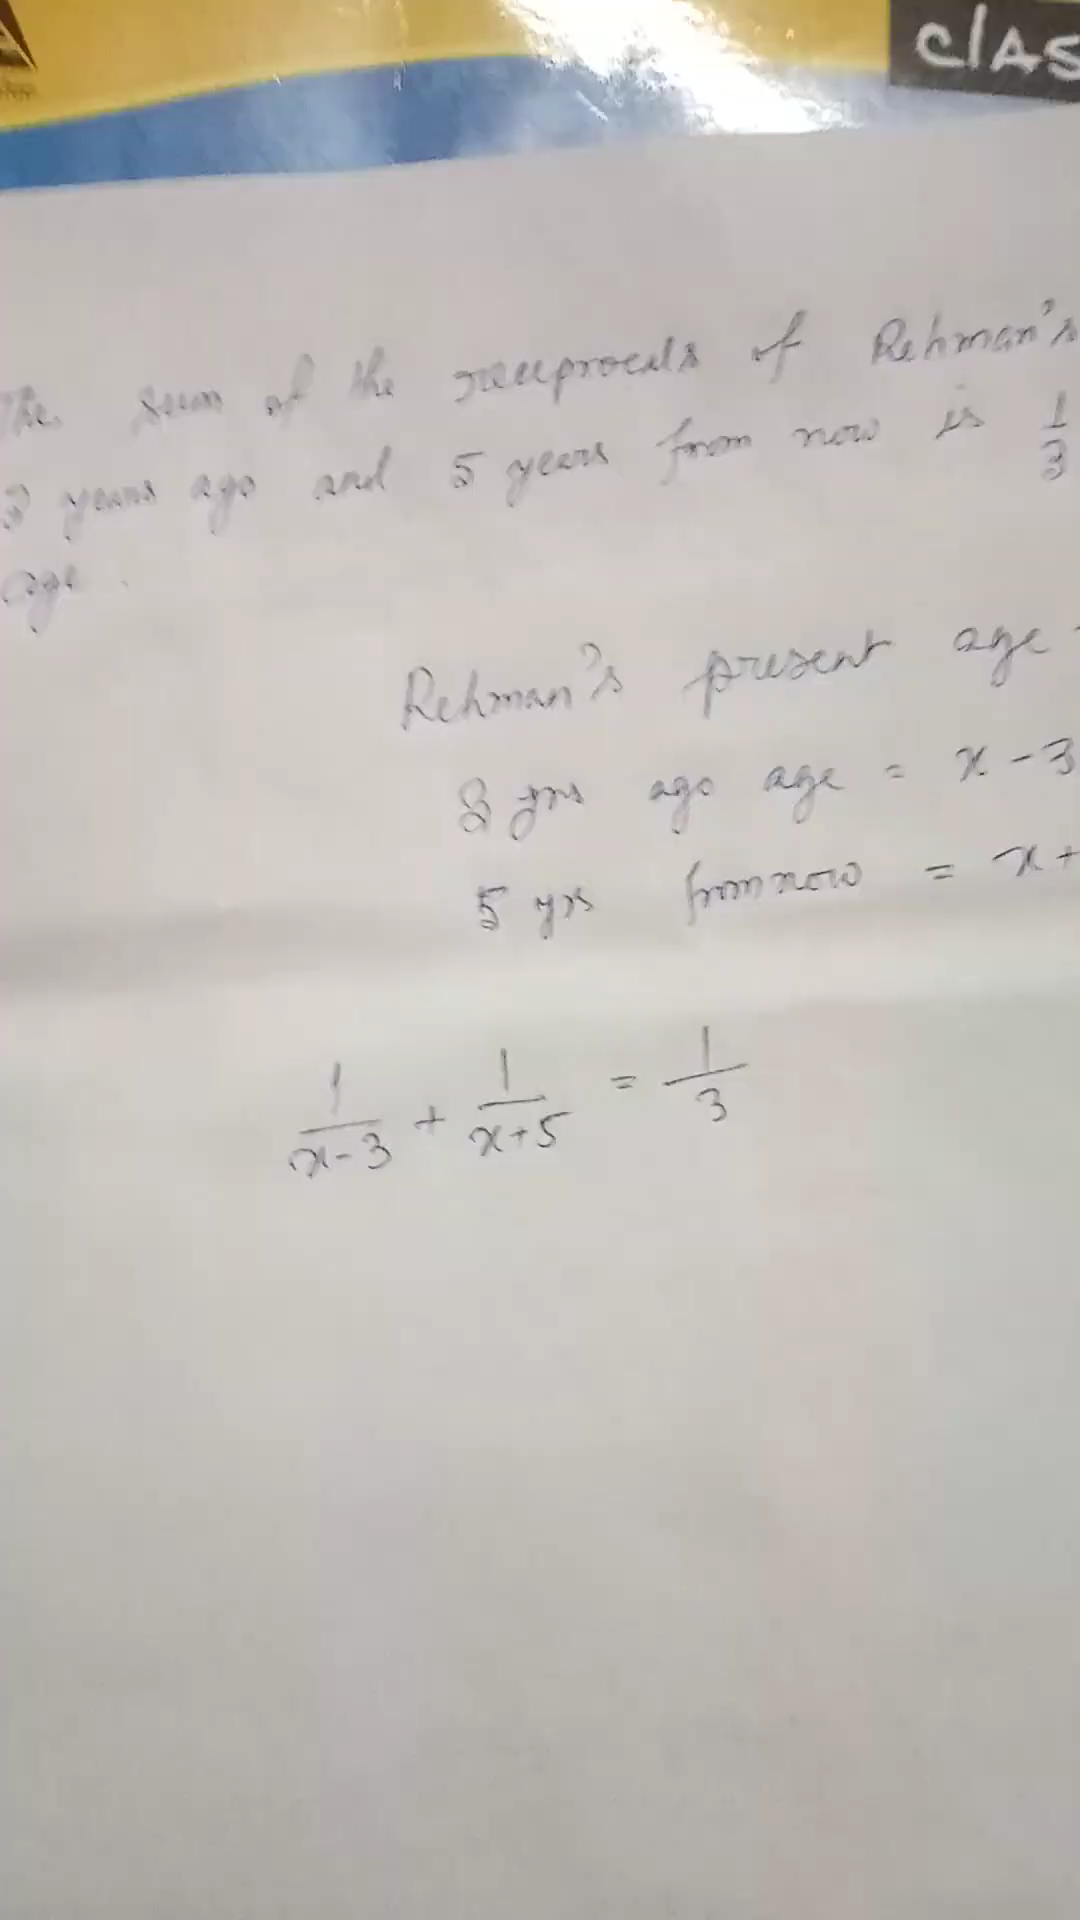 CLAS
The sum of the reciprocals of Rehman's
3 years ago and 5 years from now is 1/3
age.
Rehman's present age
3 yrs ago age = x - 3
5 yrs from now = x +
1/(x-3) + 1/(x+5) = 1/3